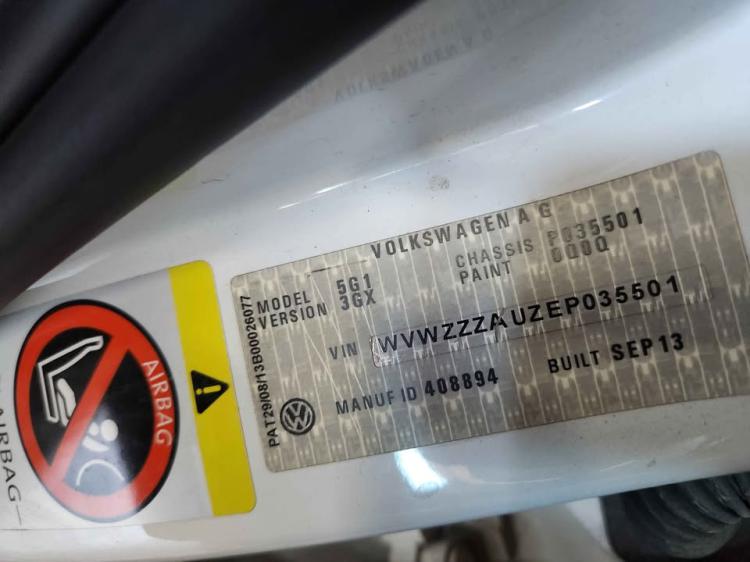 VOLKSWAGEN AG
MODEL 5G1 CHASSIS P035501
VERSION 3GX PAINT 0Q0Q
VIN WVWZZZAUZEP035501
MANUF ID 408894 BUILT SEP13
PAT29/08/13B00026077
AIRBAG
AIRBAG